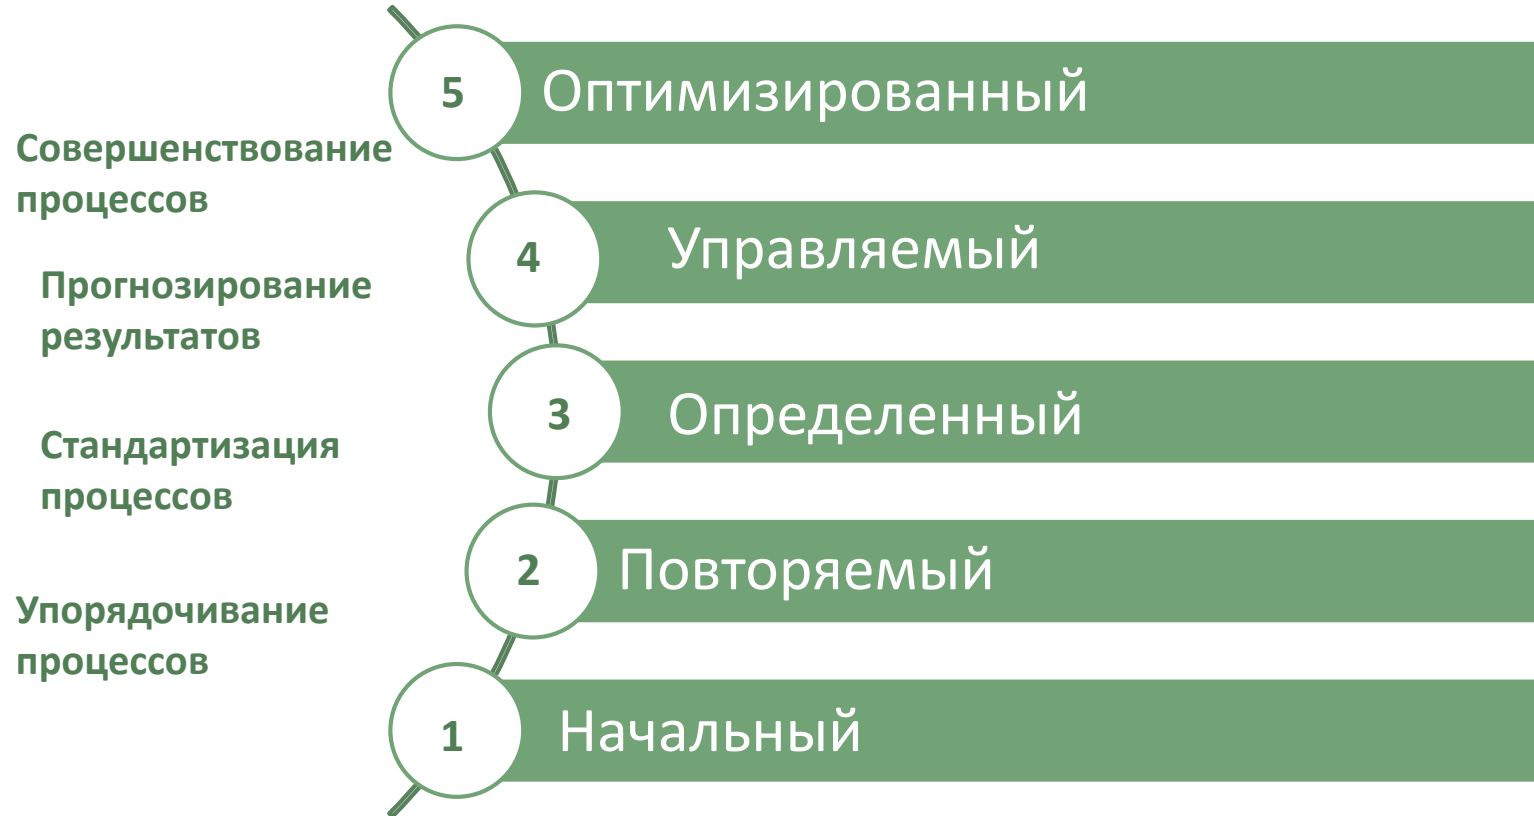 5
Оптимизированный
Совершенствование
процессов
4
Управляемый
Прогнозирование
результатов
3
Определенный
Стандартизация
процессов
2
Повторяемый
Упорядочивание
процессов
1
Начальный